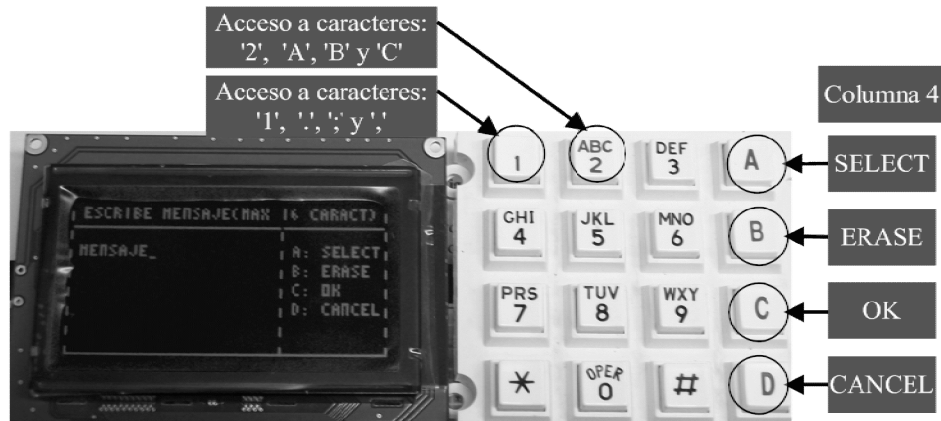 Acceso a caracteres:
'2', 'A', 'B' y 'C'
Acceso a caracteres:
'1', '.', ';' y ','
Columna 4
SELECT
ERASE
OK
CANCEL
ESCRIBE MENSAJE(MAX 16 CARACT)
MENSAJE_
A: SELECT
B: ERASE
C: OK
D: CANCEL
1
ABC
2
DEF
3
A
GHI
4
JKL
5
MNO
6
B
PRS
7
TUV
8
WXY
9
C
*
OPER
0
#
D